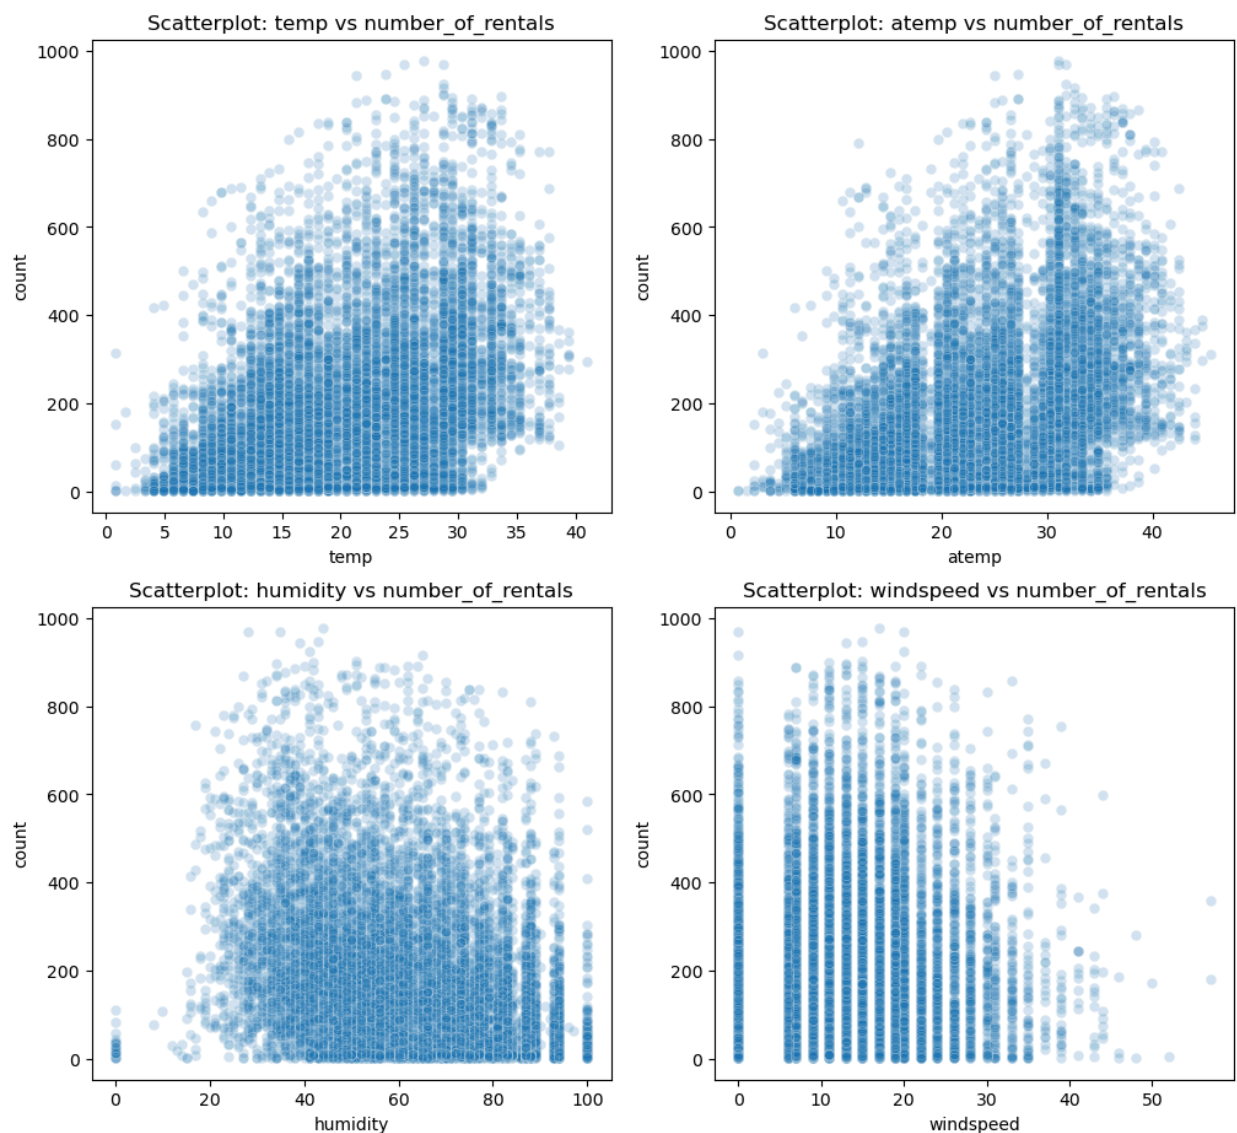 Scatterplot: temp vs number_of_rentals
1000
800
600
400
200
0
count
0 5 10 15 20 25 30 35 40
temp
Scatterplot: atemp vs number_of_rentals
1000
800
600
400
200
0
count
0 10 20 30 40
atemp
Scatterplot: humidity vs number_of_rentals
1000
800
600
400
200
0
count
0 20 40 60 80 100
humidity
Scatterplot: windspeed vs number_of_rentals
1000
800
600
400
200
0
count
0 10 20 30 40 50
windspeed